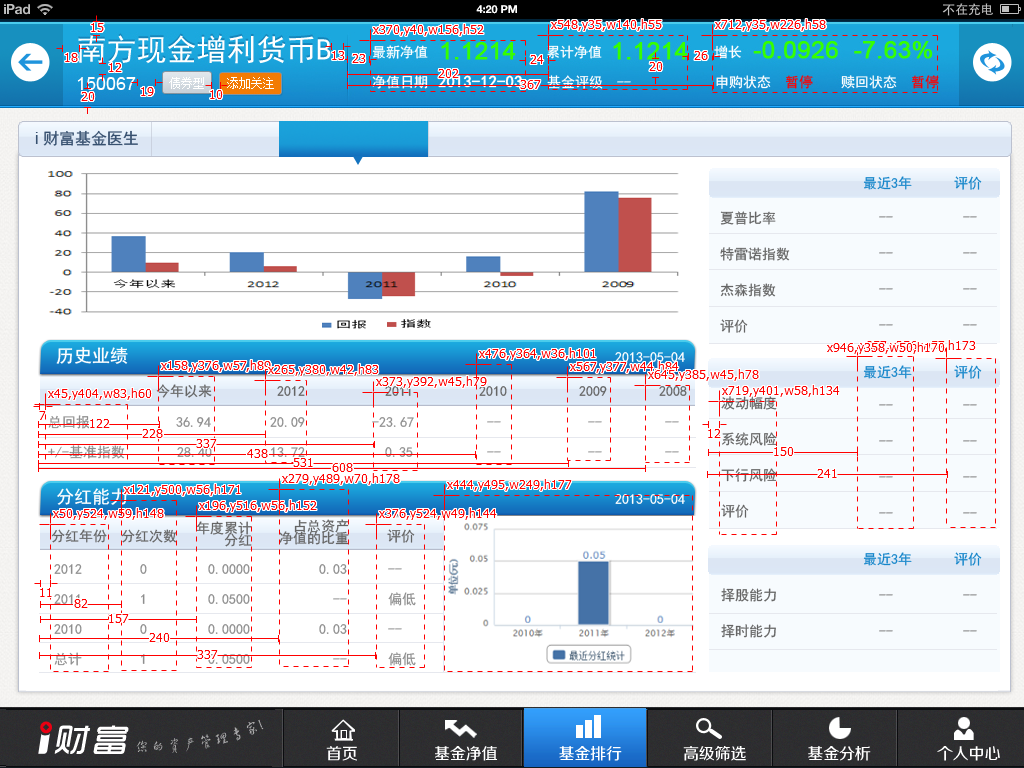 iPad 4:20 PM 不在充电
南方现金增利货币B
150067 债券型 添加关注
最新净值 1.1214 累计净值 1.1214 增长 -0.0926 -7.63%
净值日期 2013-12-03 基金评级 -- 申购状态 暂停 赎回状态 暂停
x370,y40,w156,h52
x548,y35,w140,h55
x712,y35,w226,h58
15
18
12
20
19
10
13
23
202
24
367
20
26
i 财富基金医生
100
80
60
40
20
0
-20
-40
今年以来 2012 2011 2010 2009
回报 指数
历史业绩 2013-05-04
今年以来 2012 2011 2010 2009 2008
总回报 36.94 20.09 -23.67 -- -- --
+/-基准指数 28.40 13.72 0.35 -- -- --
x45,y404,w83,h60
x158,y376,w57,h89
x265,y380,w42,h83
x373,y392,w45,h79
x476,y364,w36,h101
x567,y377,w44,h84
x645,y385,w45,h78
7
122
228
337
438
531
608
分红能力 2013-05-04
分红年份 分红次数 年度累计分红 占总资产净值的比重 评价
2012 0 0.0000 0.03 --
2011 1 0.0500 -- 偏低
2010 0 0.0000 0.03 --
总计 1 0.0500 -- 偏低
x50,y524,w59,h148
x121,y500,w56,h171
x196,y516,w56,h152
x279,y489,w70,h178
x376,y524,w49,h144
x444,y495,w249,h177
11
82
157
240
337
单位(元)
0.075
0.05
0.025
0
0 0.05 0
2010年 2011年 2012年
最近分红统计
最近3年 评价
夏普比率 -- --
特雷诺指数 -- --
杰森指数 -- --
评价 -- --
最近3年 评价
波动幅度 -- --
系统风险 -- --
下行风险 -- --
评价 -- --
x719,y401,w58,h134
12
150
241
最近3年 评价
择股能力 -- --
择时能力 -- --
i财富 你的资产管理专家!
首页 基金净值 基金排行 高级筛选 基金分析 个人中心